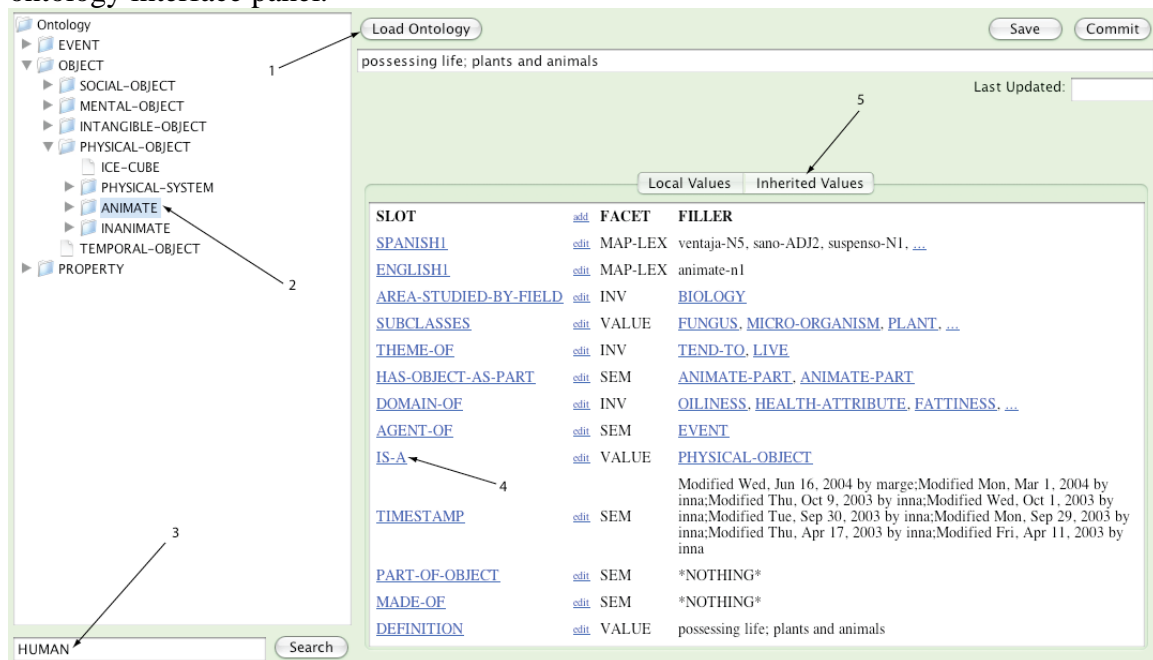 ontology interface panel.
Ontology
EVENT
OBJECT
SOCIAL-OBJECT
MENTAL-OBJECT
INTANGIBLE-OBJECT
PHYSICAL-OBJECT
ICE-CUBE
PHYSICAL-SYSTEM
ANIMATE
INANIMATE
TEMPORAL-OBJECT
PROPERTY
1
2
3
HUMAN
Search
Load Ontology
Save
Commit
possessing life; plants and animals
Last Updated:
5
Local Values Inherited Values
SLOT add FACET FILLER
SPANISH1 edit MAP-LEX ventaja-N5, sano-ADJ2, suspenso-N1, ...
ENGLISH1 edit MAP-LEX animate-n1
AREA-STUDIED-BY-FIELD edit INV BIOLOGY
SUBCLASSES edit VALUE FUNGUS, MICRO-ORGANISM, PLANT, ...
THEME-OF edit INV TEND-TO, LIVE
HAS-OBJECT-AS-PART edit SEM ANIMATE-PART, ANIMATE-PART
DOMAIN-OF edit INV OILINESS, HEALTH-ATTRIBUTE, FATTINESS, ...
AGENT-OF edit SEM EVENT
IS-A edit VALUE PHYSICAL-OBJECT
4
Modified Wed, Jun 16, 2004 by marge;Modified Mon, Mar 1, 2004 by
inna;Modified Thu, Oct 9, 2003 by inna;Modified Wed, Oct 1, 2003 by
TIMESTAMP edit SEM inna;Modified Tue, Sep 30, 2003 by inna;Modified Mon, Sep 29, 2003 by
inna;Modified Thu, Apr 17, 2003 by inna;Modified Fri, Apr 11, 2003 by
inna
PART-OF-OBJECT edit SEM *NOTHING*
MADE-OF edit SEM *NOTHING*
DEFINITION edit VALUE possessing life; plants and animals